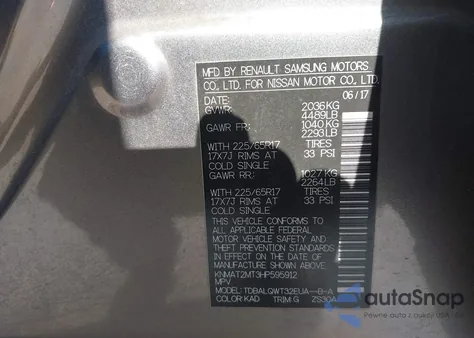 MFD BY RENAULT SAMSUNG MOTORS
CO., LTD. FOR NISSAN MOTOR CO., LTD.
DATE: 06/17
GVWR: 2036KG
4489LB
GAWR FR: 1040KG
2293LB
WITH 225/65R17 TIRES
17X7J RIMS AT 33 PSI
COLD SINGLE
GAWR RR: 1027KG
2264LB
WITH 225/65R17 TIRES
17X7J RIMS AT 33 PSI
COLD SINGLE
THIS VEHICLE CONFORMS TO
ALL APPLICABLE FEDERAL
MOTOR VEHICLE SAFETY AND
THEFT PREVENTION STANDARDS
IN EFFECT ON THE DATE OF
MANUFACTURE SHOWN ABOVE.
KNMAT2MT3HP595912
MPV
MODEL: TDBALQWT32EUA--B-A
COLOR: KAD TRIM: G
autoSnap
Pewne auta z